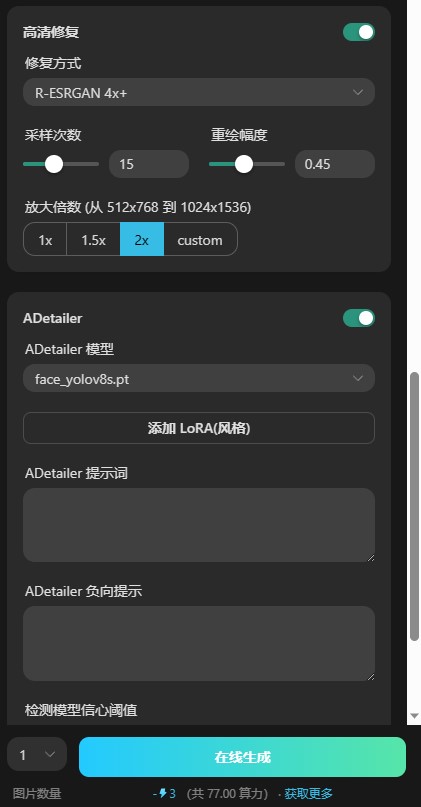 高清修复
修复方式
R-ESRGAN 4x+
采样次数 重绘幅度
15 0.45
放大倍数 (从 512x768 到 1024x1536)
1x 1.5x 2x custom
ADetailer
ADetailer 模型
face_yolov8s.pt
添加 LoRA(风格)
ADetailer 提示词
ADetailer 负向提示
检测模型信心阈值
1 在线生成
图片数量 -3 (共 77.00 算力) · 获取更多